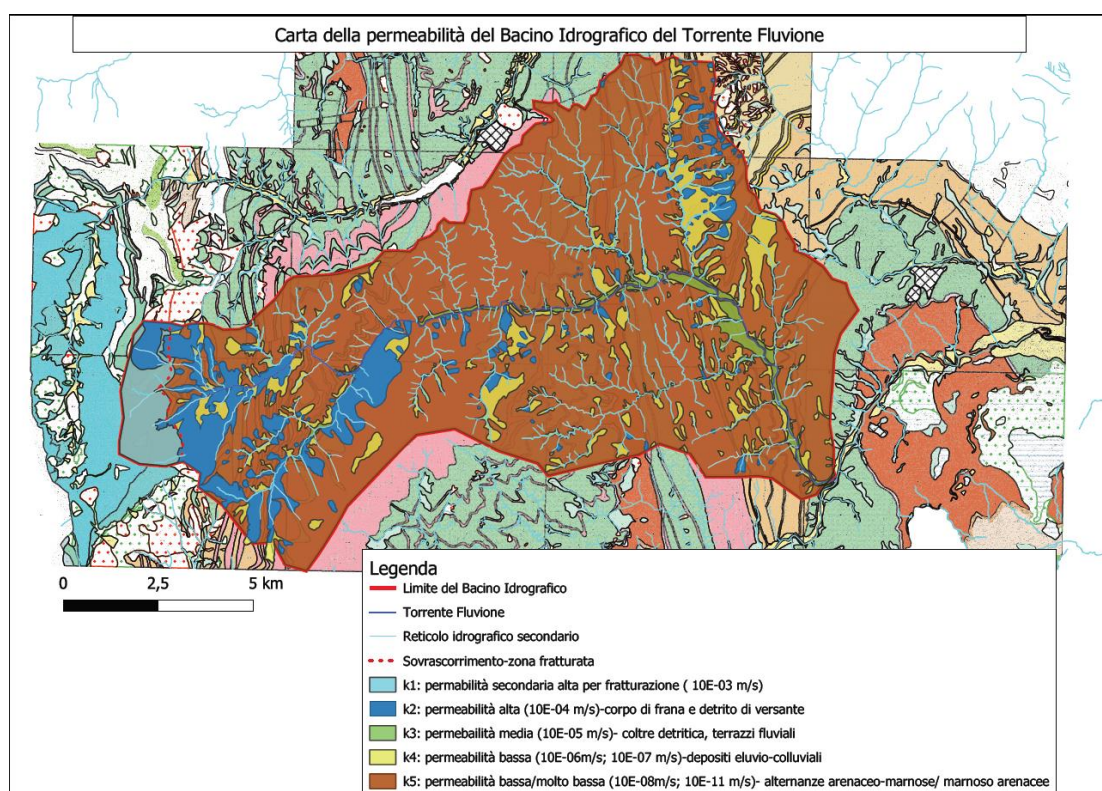 Carta della permeabilità del Bacino Idrografico del Torrente Fluvione
0 2,5 5 km
Legenda
Limite del Bacino Idrografico
Torrente Fluvione
Reticolo idrografico secondario
Sovrascorrimento-zona fratturata
k1: permabilità secondaria alta per fratturazione ( 10E-03 m/s)
k2: permeabilità alta (10E-04 m/s)-corpo di frana e detrito di versante
k3: permebailità media (10E-05 m/s)- coltre detritica, terrazzi fluviali
k4: permeabilità bassa (10E-06m/s; 10E-07 m/s)-depositi eluvio-colluviali
k5: permeabilità bassa/molto bassa (10E-08m/s; 10E-11 m/s)- alternanze arenaceo-marnose/ marnoso arenacee